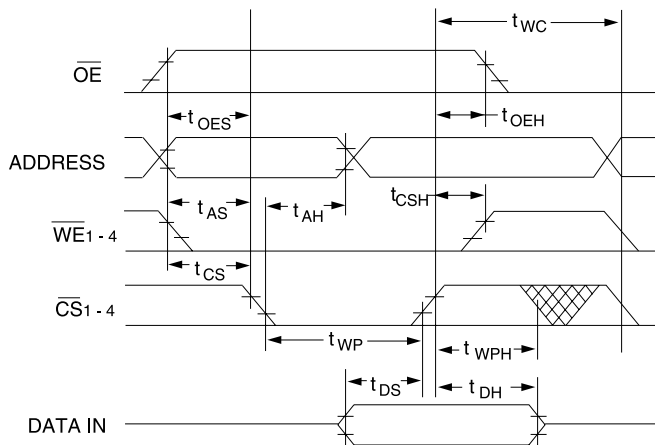 tWC
OE
tOES
tOEH
ADDRESS
tAS
tAH
tCSH
WE1 - 4
tCS
CS1 - 4
tWP
tWPH
tDS
tDH
DATA IN